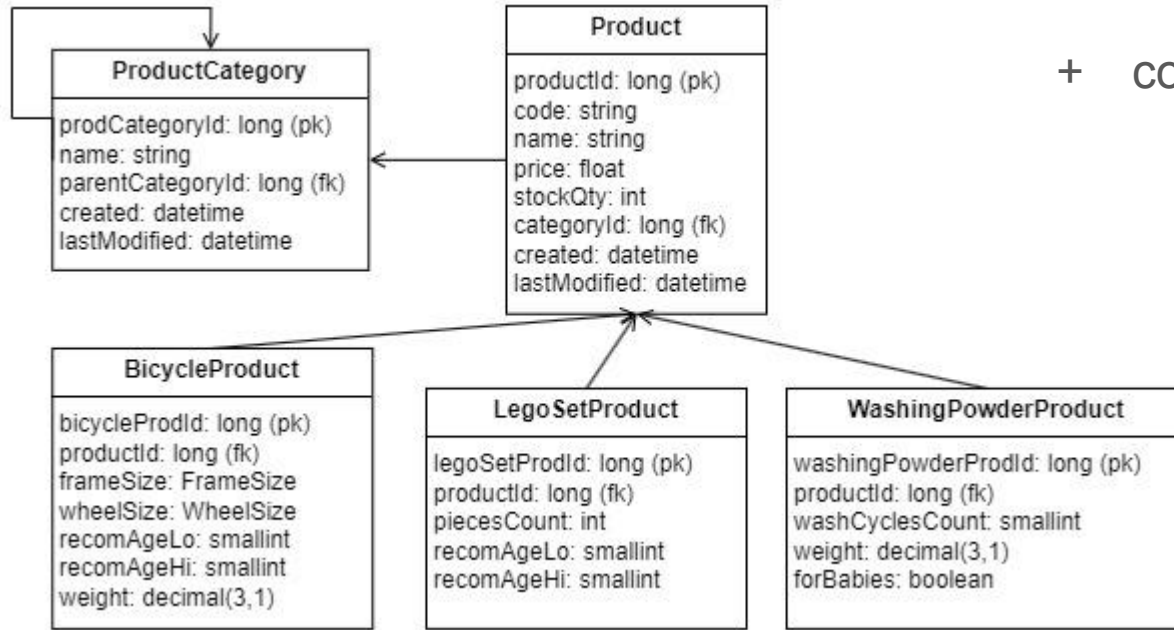 ProductCategory
prodCategoryId: long (pk)
name: string
parentCategoryId: long (fk)
created: datetime
lastModified: datetime
Product
productId: long (pk)
code: string
name: string
price: float
stockQty: int
categoryId: long (fk)
created: datetime
lastModified: datetime
+
BicycleProduct
bicycleProdId: long (pk)
productId: long (fk)
frameSize: FrameSize
wheelSize: WheelSize
recomAgeLo: smallint
recomAgeHi: smallint
weight: decimal(3,1)
LegoSetProduct
legoSetProdId: long (pk)
productId: long (fk)
piecesCount: int
recomAgeLo: smallint
recomAgeHi: smallint
WashingPowderProduct
washingPowderProdId: long (pk)
productId: long (fk)
washCyclesCount: smallint
weight: decimal(3,1)
forBabies: boolean